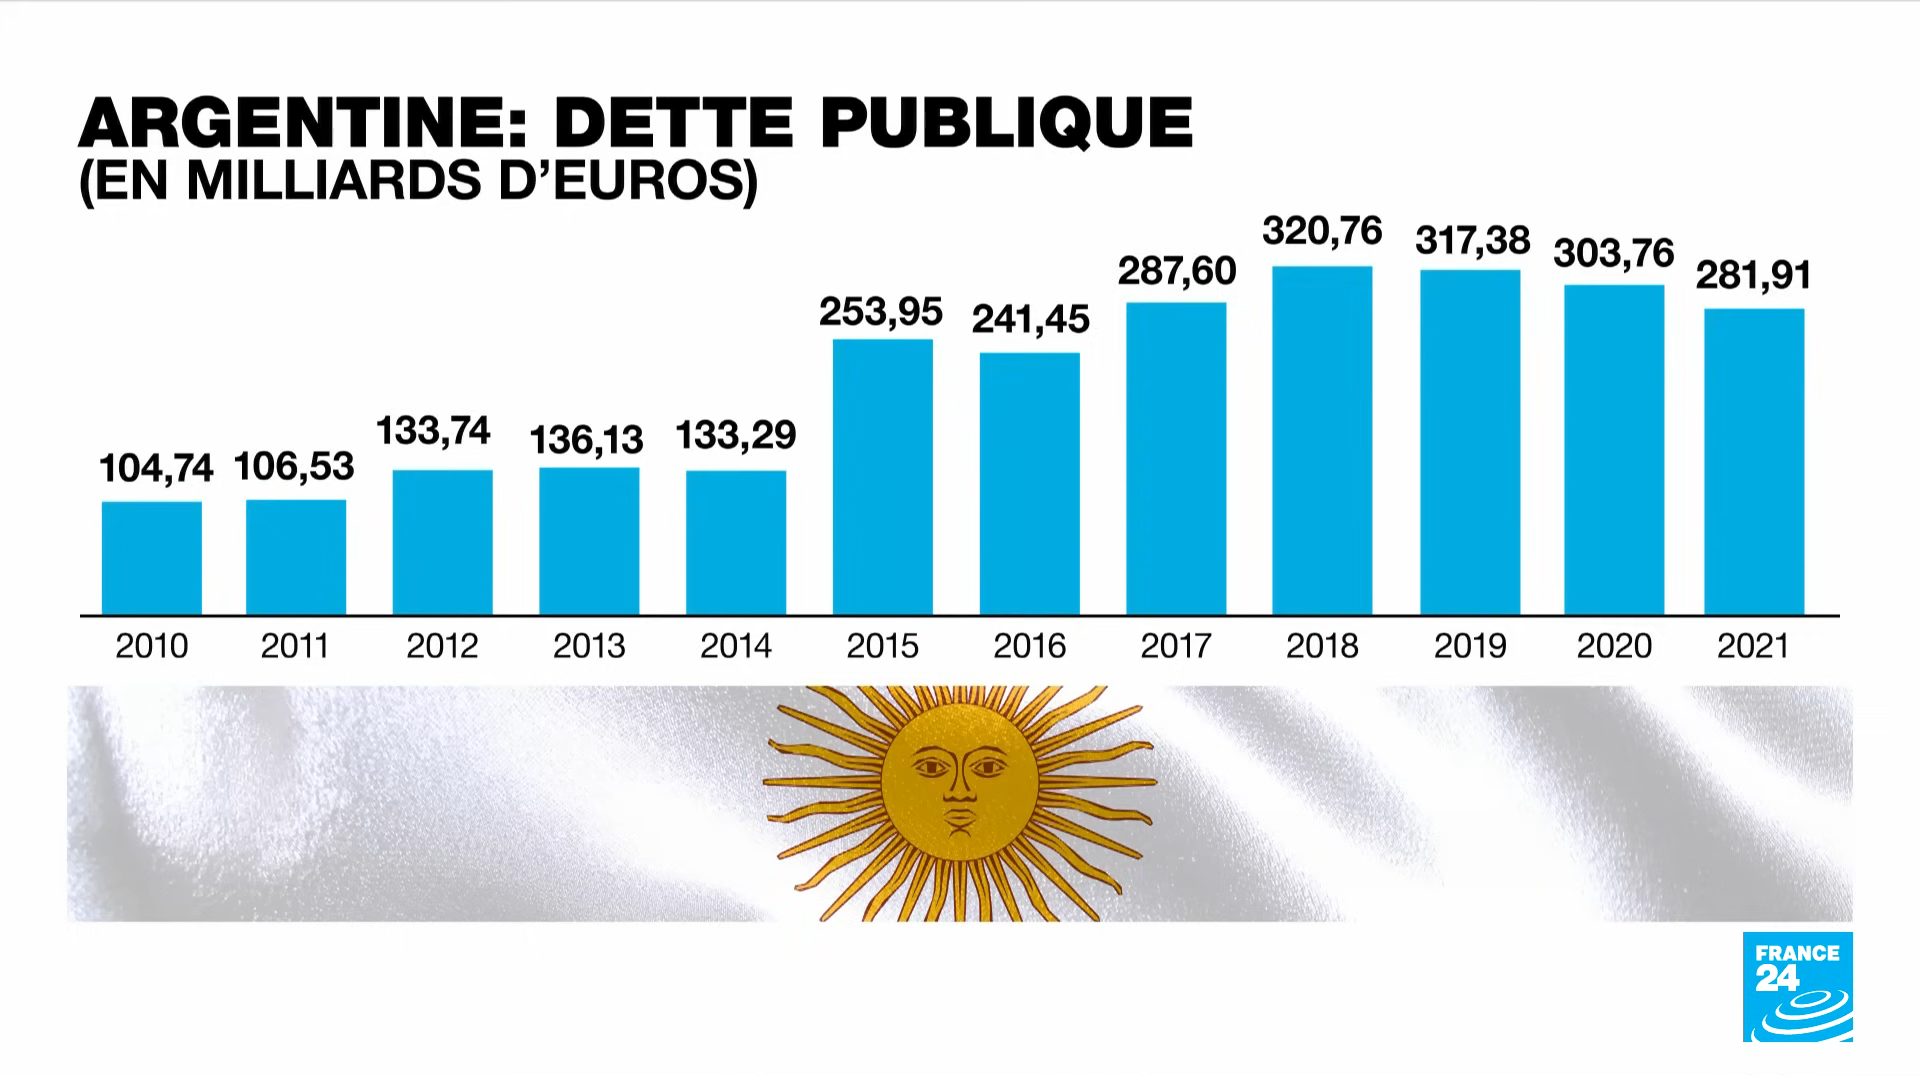 ARGENTINE: DETTE PUBLIQUE
(EN MILLIARDS D’EUROS)
104,74 106,53 133,74 136,13 133,29 253,95 241,45 287,60 320,76 317,38 303,76 281,91
2010 2011 2012 2013 2014 2015 2016 2017 2018 2019 2020 2021
FRANCE
24